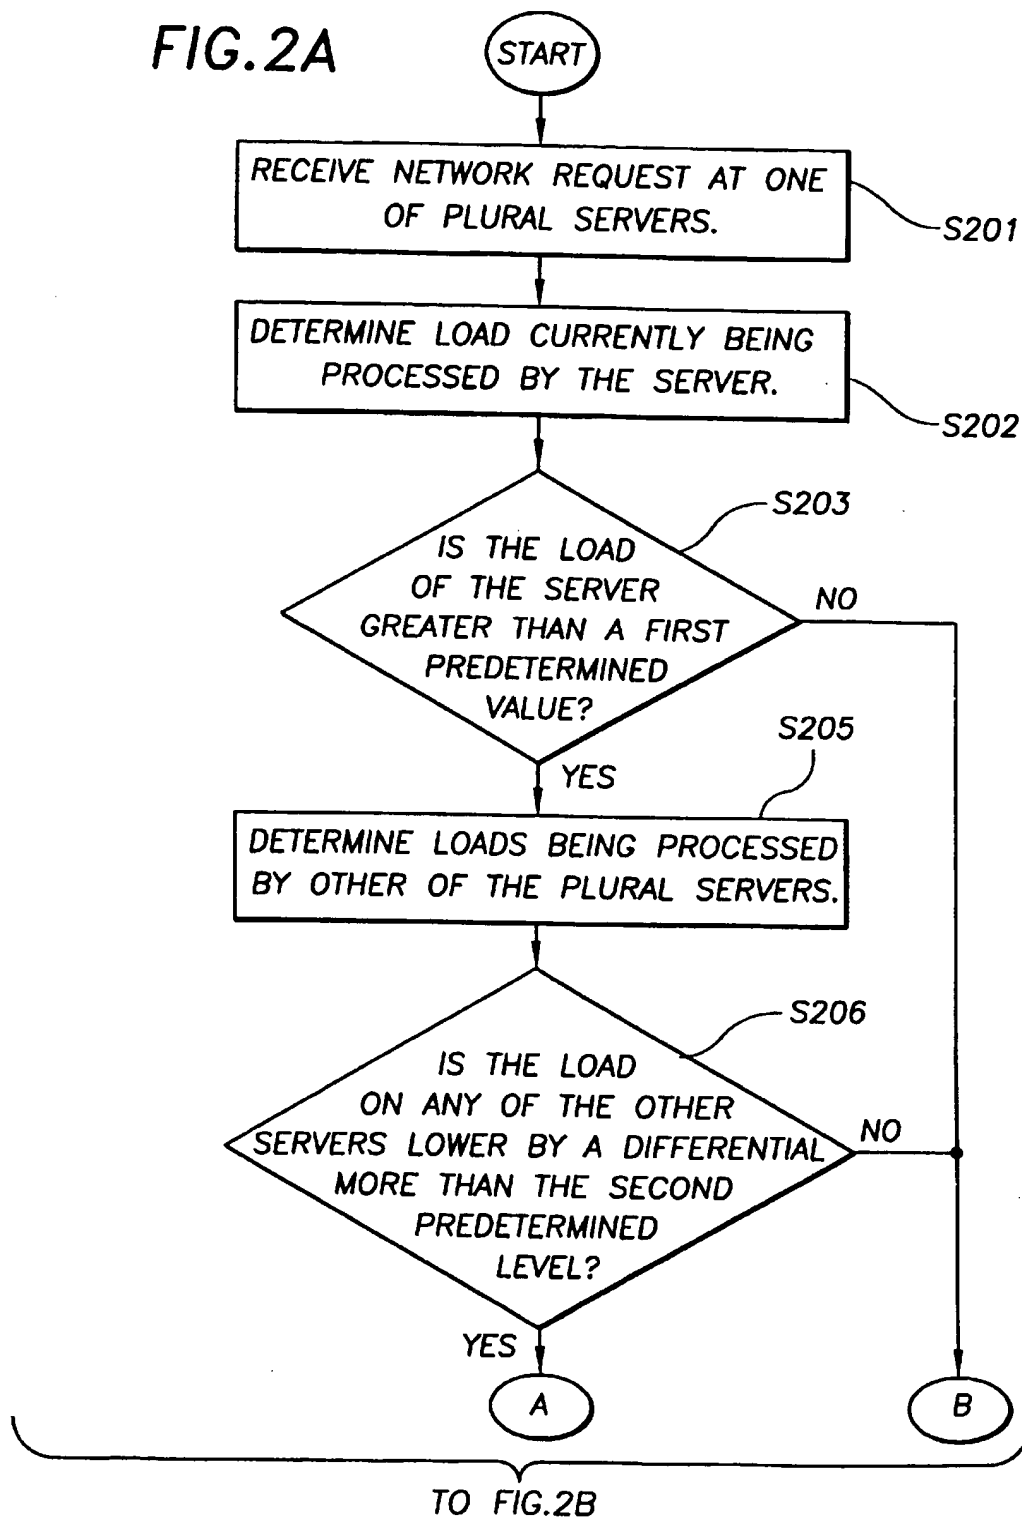 FIG.2A
START
RECEIVE NETWORK REQUEST AT ONE
OF PLURAL SERVERS.
S201
DETERMINE LOAD CURRENTLY BEING
PROCESSED BY THE SERVER.
S202
S203
IS THE LOAD
OF THE SERVER
GREATER THAN A FIRST
PREDETERMINED
VALUE?
NO
YES
S205
DETERMINE LOADS BEING PROCESSED
BY OTHER OF THE PLURAL SERVERS.
S206
IS THE LOAD
ON ANY OF THE OTHER
SERVERS LOWER BY A DIFFERENTIAL
MORE THAN THE SECOND
PREDETERMINED
LEVEL?
NO
YES
A
B
TO FIG.2B